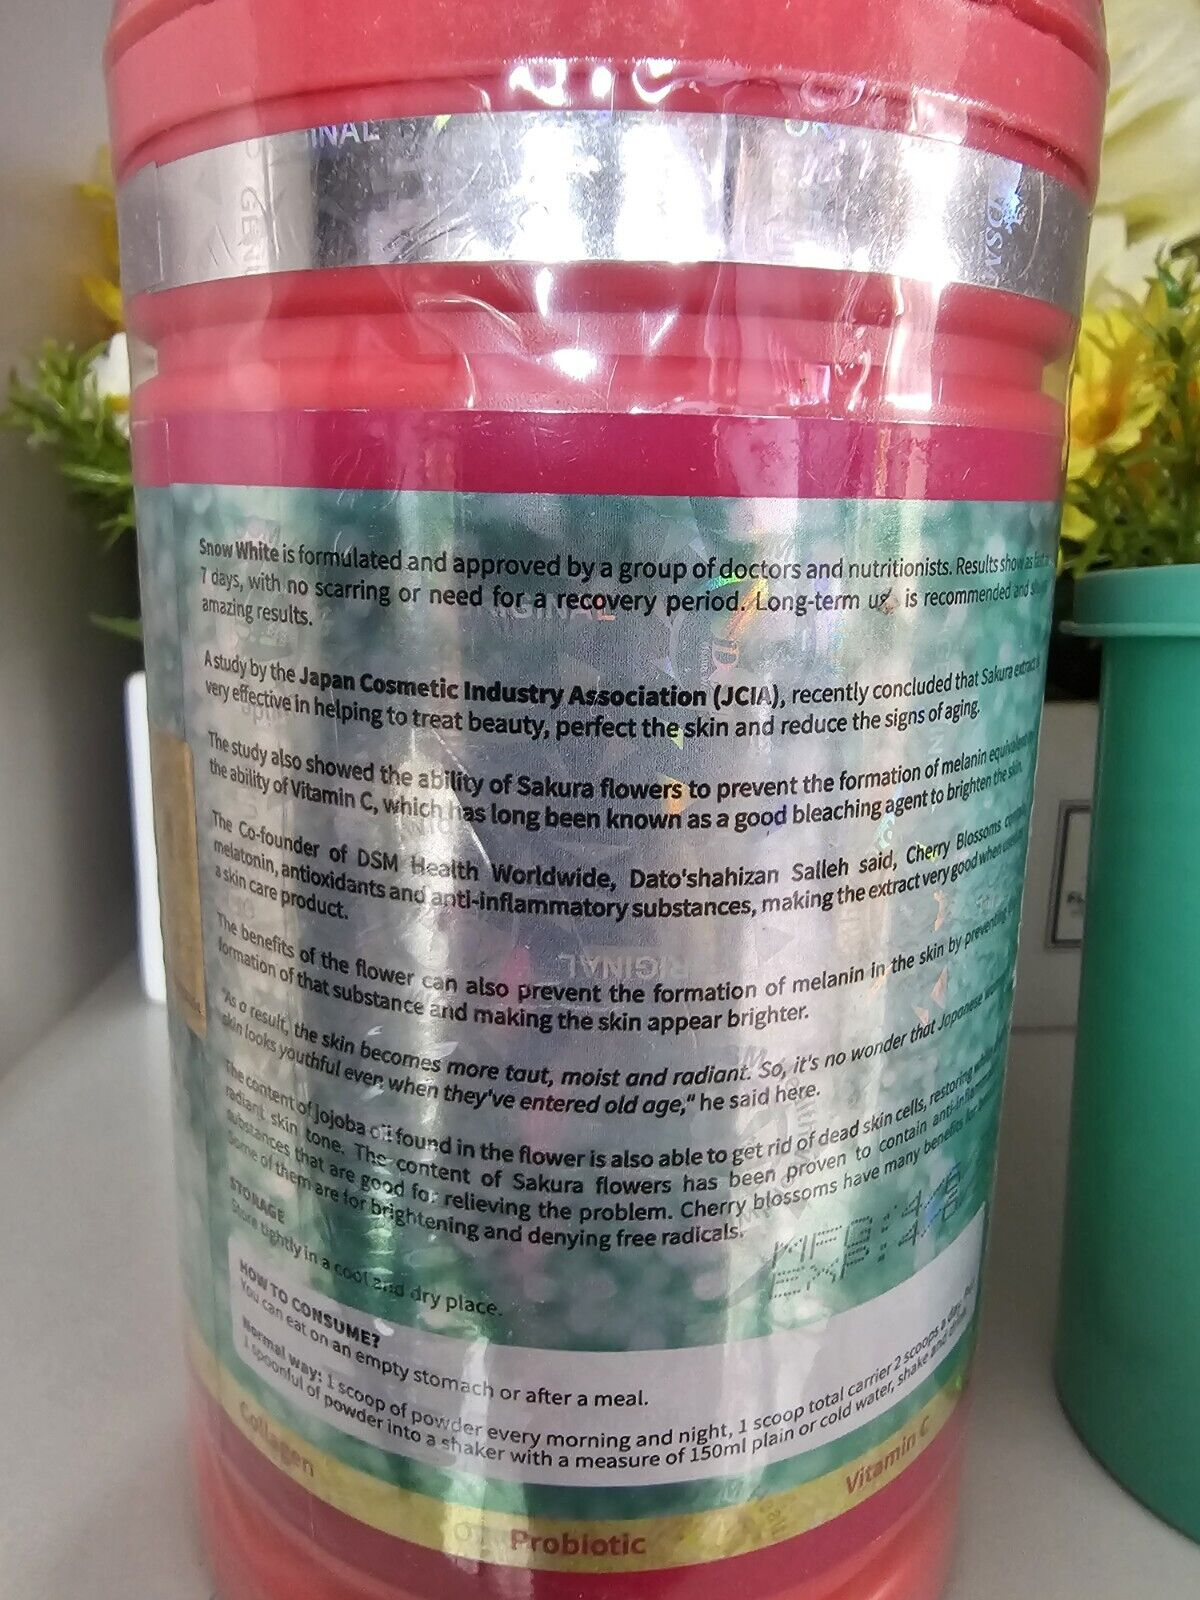 INAL
GEN
DSM
Snow White is formulated and approved by a group of doctors and nutritionists. Results show as fast as
7 days, with no scarring or need for a recovery period. Long-term is recommended and
amazing results.
A study by the Japan Cosmetic Industry Association (JCIA), recently concluded that Sakura extract is
very effective in helping to treat beauty, perfect the skin and reduce the signs of aging.
The study also showed the ability of Sakura flowers to prevent the formation of melanin equivalent
the ability of Vitamin C, which has long been known as a good bleaching agent to brighten the skin.
The Co-founder of DSM Health Worldwide, Dato'shahizan Salleh said, Cherry Blossoms
melatonin, antioxidants and anti-inflammatory substances, making the extract very good when
a skin care product.
The benefits of the flower can also prevent the formation of melanin in the skin by preventing
formation of that substance and making the skin appear brighter.
"As a result, the skin becomes more taut, moist and radiant. So, it's no wonder that Japanese
skin looks youthful even when they've entered old age," he said here.
The content of jojoba oil found in the flower is also able to get rid of dead skin cells, restoring
radiant skin tone. The content of Sakura flowers has been proven to contain anti-inflammatory
substances that are good for relieving the problem. Cherry blossoms have many benefits for
Some of them are for brightening and denying free radicals.
STORAGE
Store tightly in a cool and dry place.
HOW TO CONSUME?
You can eat on an empty stomach or after a meal.
Normal way: 1 scoop of powder every morning and night, 1 scoop total carrier 2 scoops a day. Put
1 spoonful of powder into a shaker with a measure of 150ml plain or cold water, shake and drink.
Collagen
Probiotic
Vitamin C